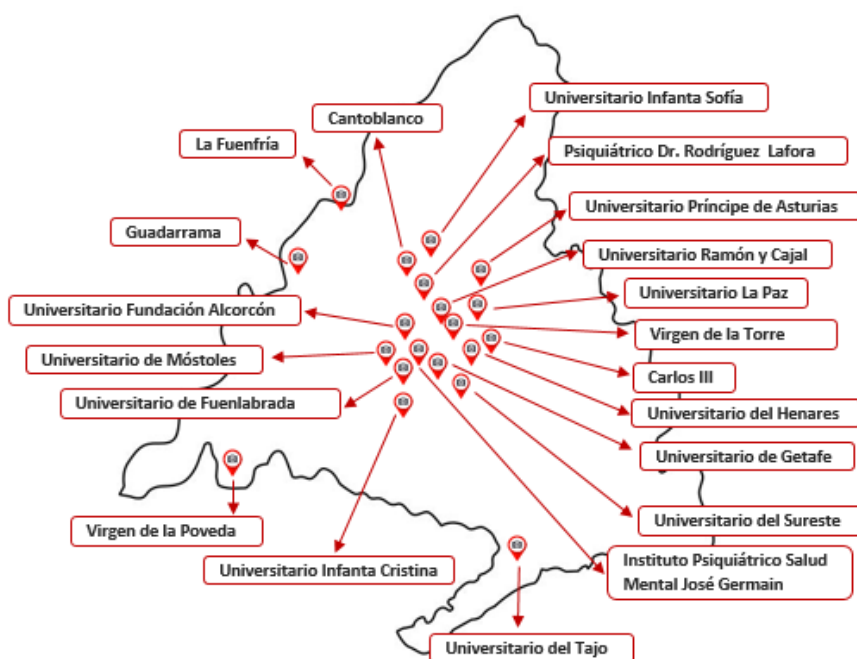 Universitario Infanta Sofía
Cantoblanco
La Fuenfría
Psiquiátrico Dr. Rodríguez Lafora
Universitario Príncipe de Asturias
Guadarrama
Universitario Ramón y Cajal
Universitario La Paz
Universitario Fundación Alcorcón
Virgen de la Torre
Universitario de Móstoles
Carlos III
Universitario de Fuenlabrada
Universitario del Henares
Universitario de Getafe
Universitario del Sureste
Virgen de la Poveda
Universitario Infanta Cristina
Instituto Psiquiátrico Salud
Mental José Germain
Universitario del Tajo